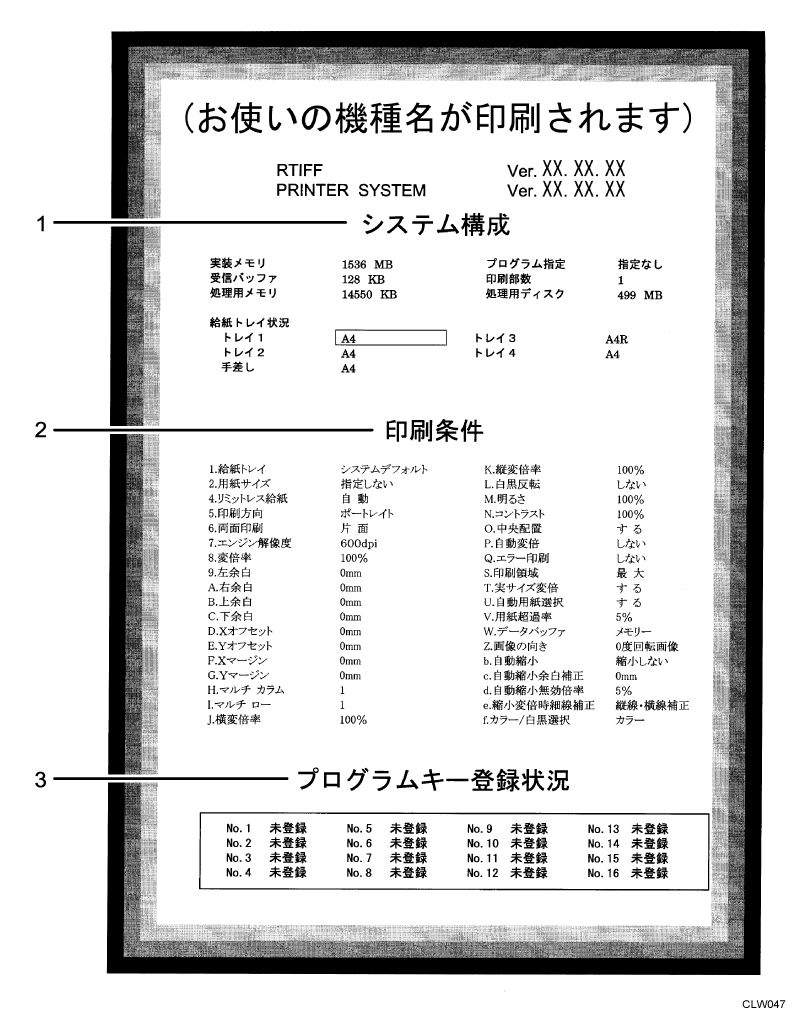 (お使いの機種名が印刷されます)
RTIFF Ver. XX. XX. XX
PRINTER SYSTEM Ver. XX. XX. XX
1 システム構成
実装メモリ 1536 MB プログラム指定 指定なし
受信バッファ 128 KB 印刷部数 1
処理用メモリ 14550 KB 処理用ディスク 499 MB
給紙トレイ状況
トレイ1 A4 トレイ3 A4R
トレイ2 A4 トレイ4 A4
手差し A4
2 印刷条件
1.給紙トレイ システムデフォルト K.縦変倍率 100%
2.用紙サイズ 指定しない L.白黒反転 しない
4.リミットレス給紙 自 動 M.明るさ 100%
5.印刷方向 ポートレイト N.コントラスト 100%
6.両面印刷 片 面 O.中央配置 す る
7.エンジン解像度 600dpi P.自動変倍 しない
8.変倍率 100% Q.エラー印刷 しない
9.左余白 0mm S.印刷領域 最 大
A.右余白 0mm T.実サイズ変倍 す る
B.上余白 0mm U.自動用紙選択 す る
C.下余白 0mm V.用紙超過率 5%
D.Xオフセット 0mm W.データバッファ メモリー
E.Yオフセット 0mm Z.画像の向き 0度回転画像
F.Xマージン 0mm b.自動縮小 縮小しない
G.Yマージン 0mm c.自動縮小余白補正 0mm
H.マルチ カラム 1 d.自動縮小無効倍率 5%
I.マルチ ロー 1 e.縮小変倍時細線補正 縦線・横線補正
J.横変倍率 100% f.カラー/白黒選択 カラー
3 プログラムキー登録状況
No. 1 未登録 No. 5 未登録 No. 9 未登録 No. 13 未登録
No. 2 未登録 No. 6 未登録 No. 10 未登録 No. 14 未登録
No. 3 未登録 No. 7 未登録 No. 11 未登録 No. 15 未登録
No. 4 未登録 No. 8 未登録 No. 12 未登録 No. 16 未登録
CLW047